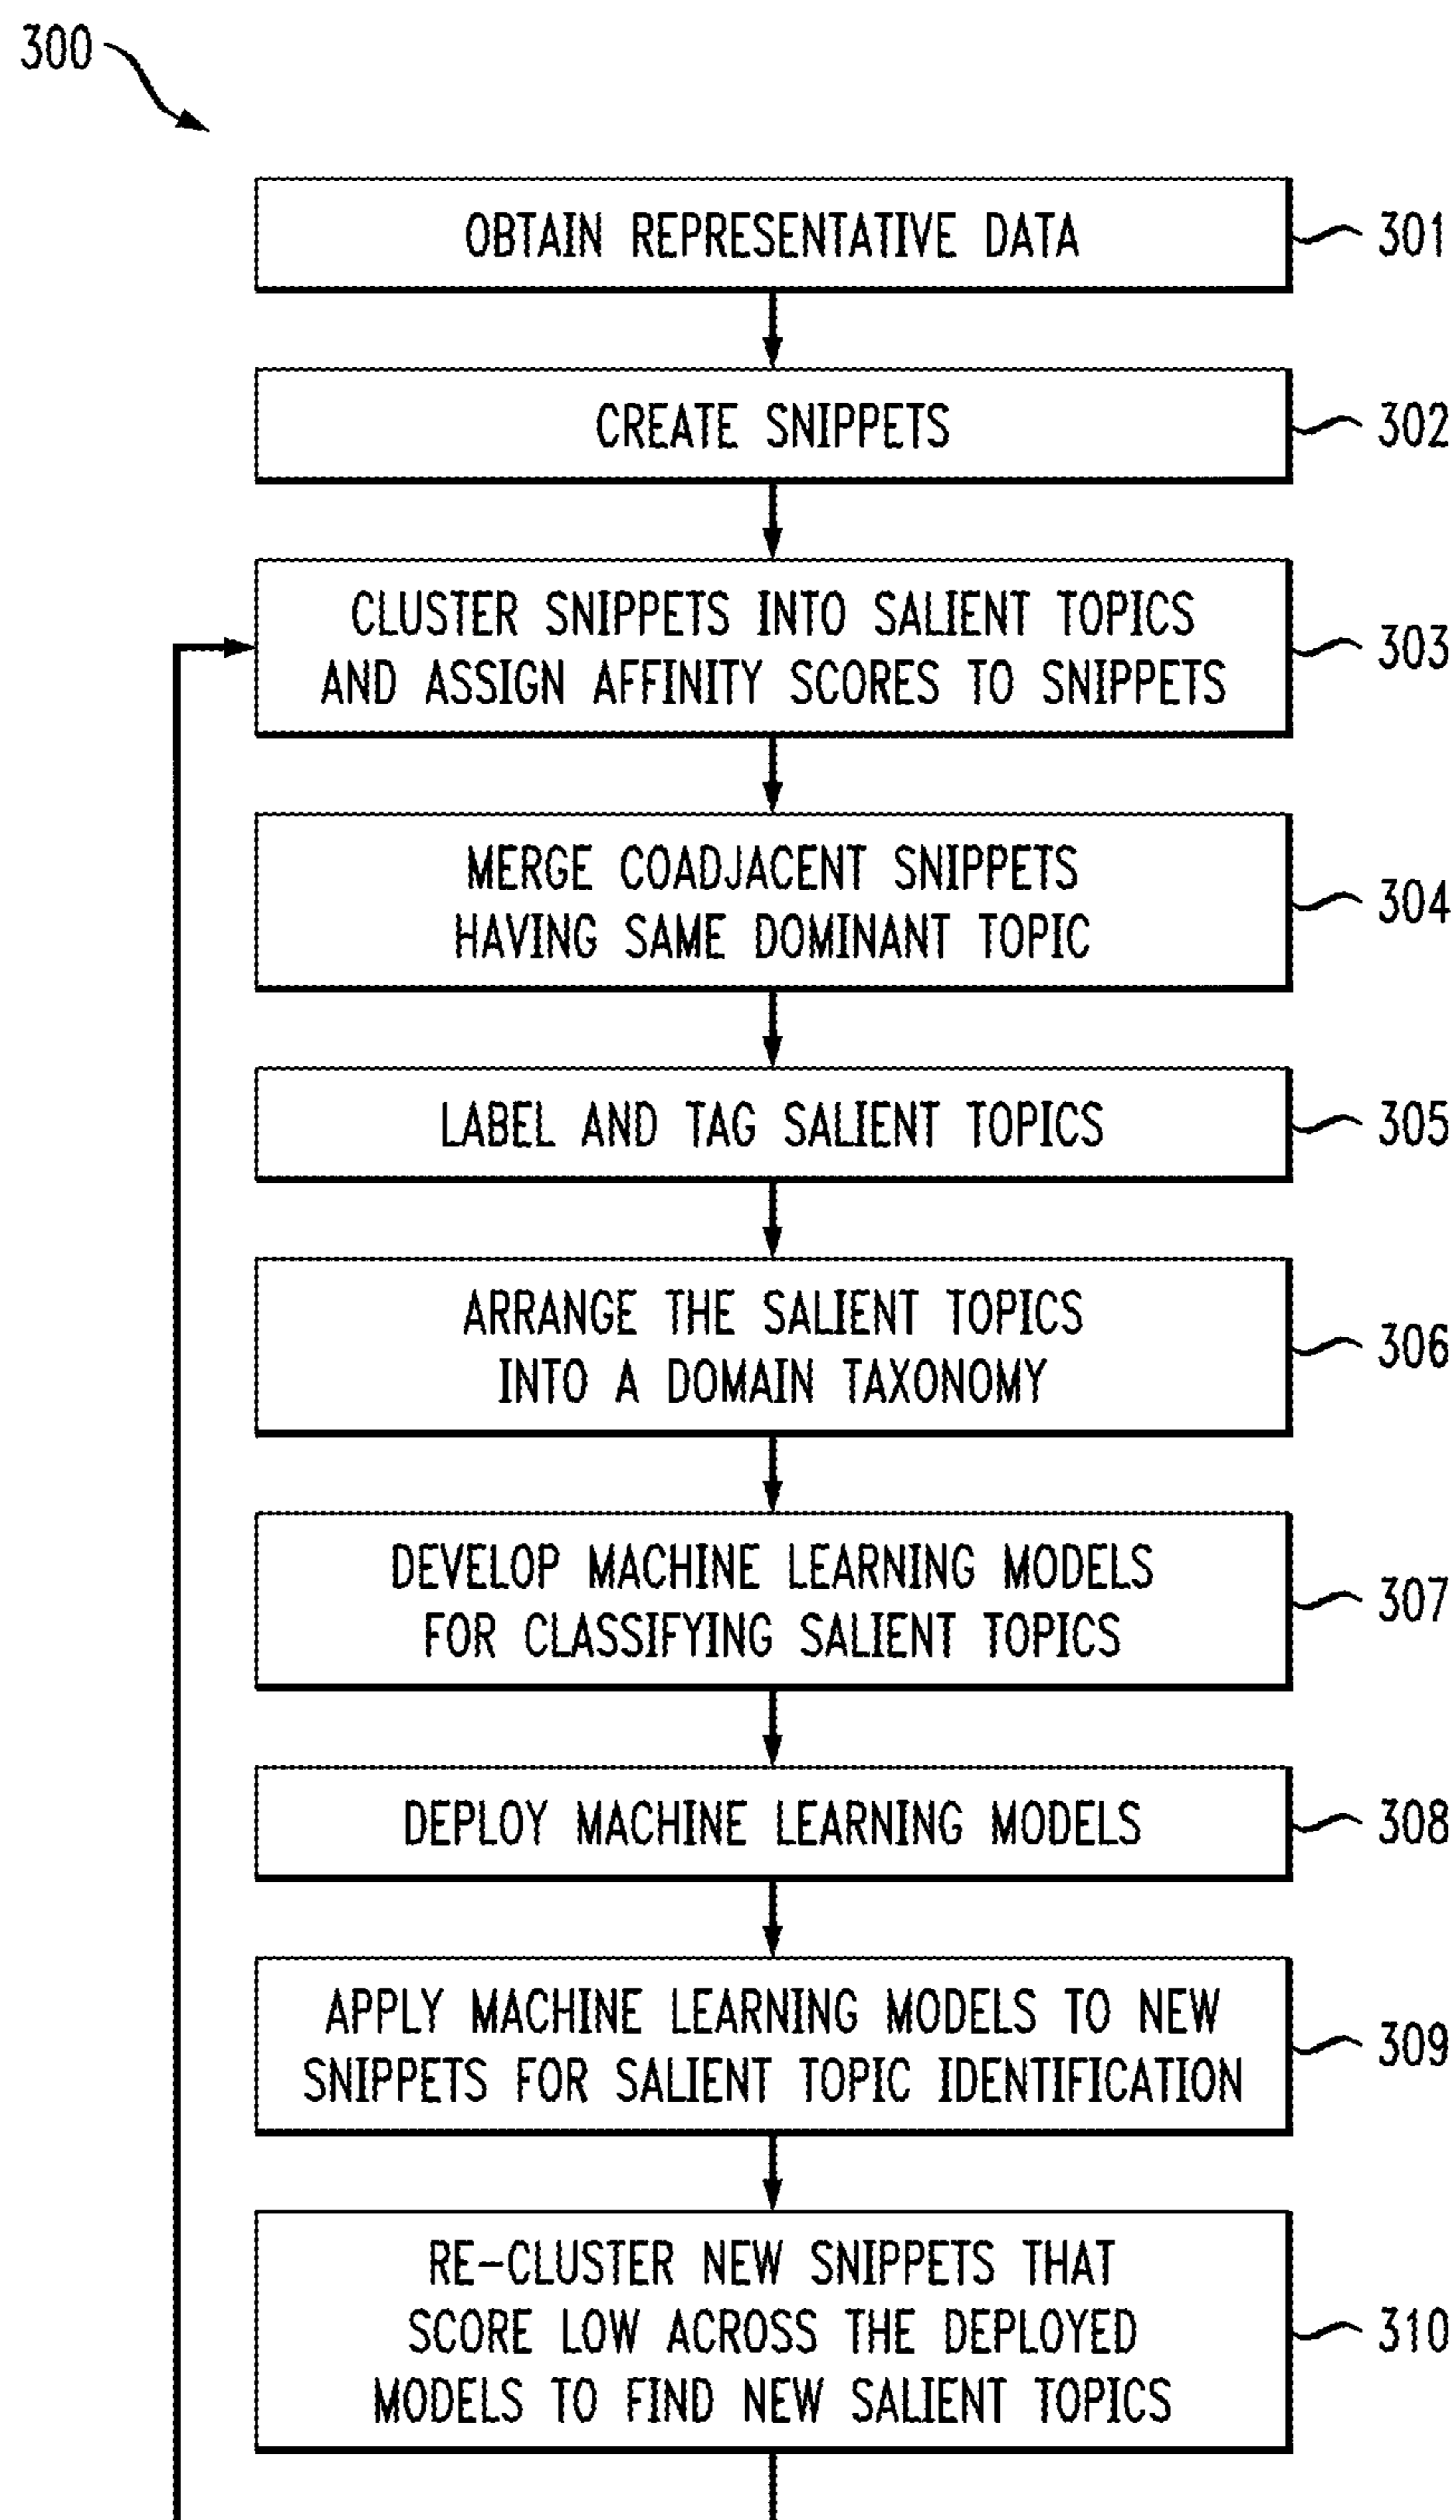 300
OBTAIN REPRESENTATIVE DATA
301
CREATE SNIPPETS
302
CLUSTER SNIPPETS INTO SALIENT TOPICS
AND ASSIGN AFFINITY SCORES TO SNIPPETS
303
MERGE COADJACENT SNIPPETS
HAVING SAME DOMINANT TOPIC
304
LABEL AND TAG SALIENT TOPICS
305
ARRANGE THE SALIENT TOPICS
INTO A DOMAIN TAXONOMY
306
DEVELOP MACHINE LEARNING MODELS
FOR CLASSIFYING SALIENT TOPICS
307
DEPLOY MACHINE LEARNING MODELS
308
APPLY MACHINE LEARNING MODELS TO NEW
SNIPPETS FOR SALIENT TOPIC IDENTIFICATION
309
RE-CLUSTER NEW SNIPPETS THAT
SCORE LOW ACROSS THE DEPLOYED
MODELS TO FIND NEW SALIENT TOPICS
310